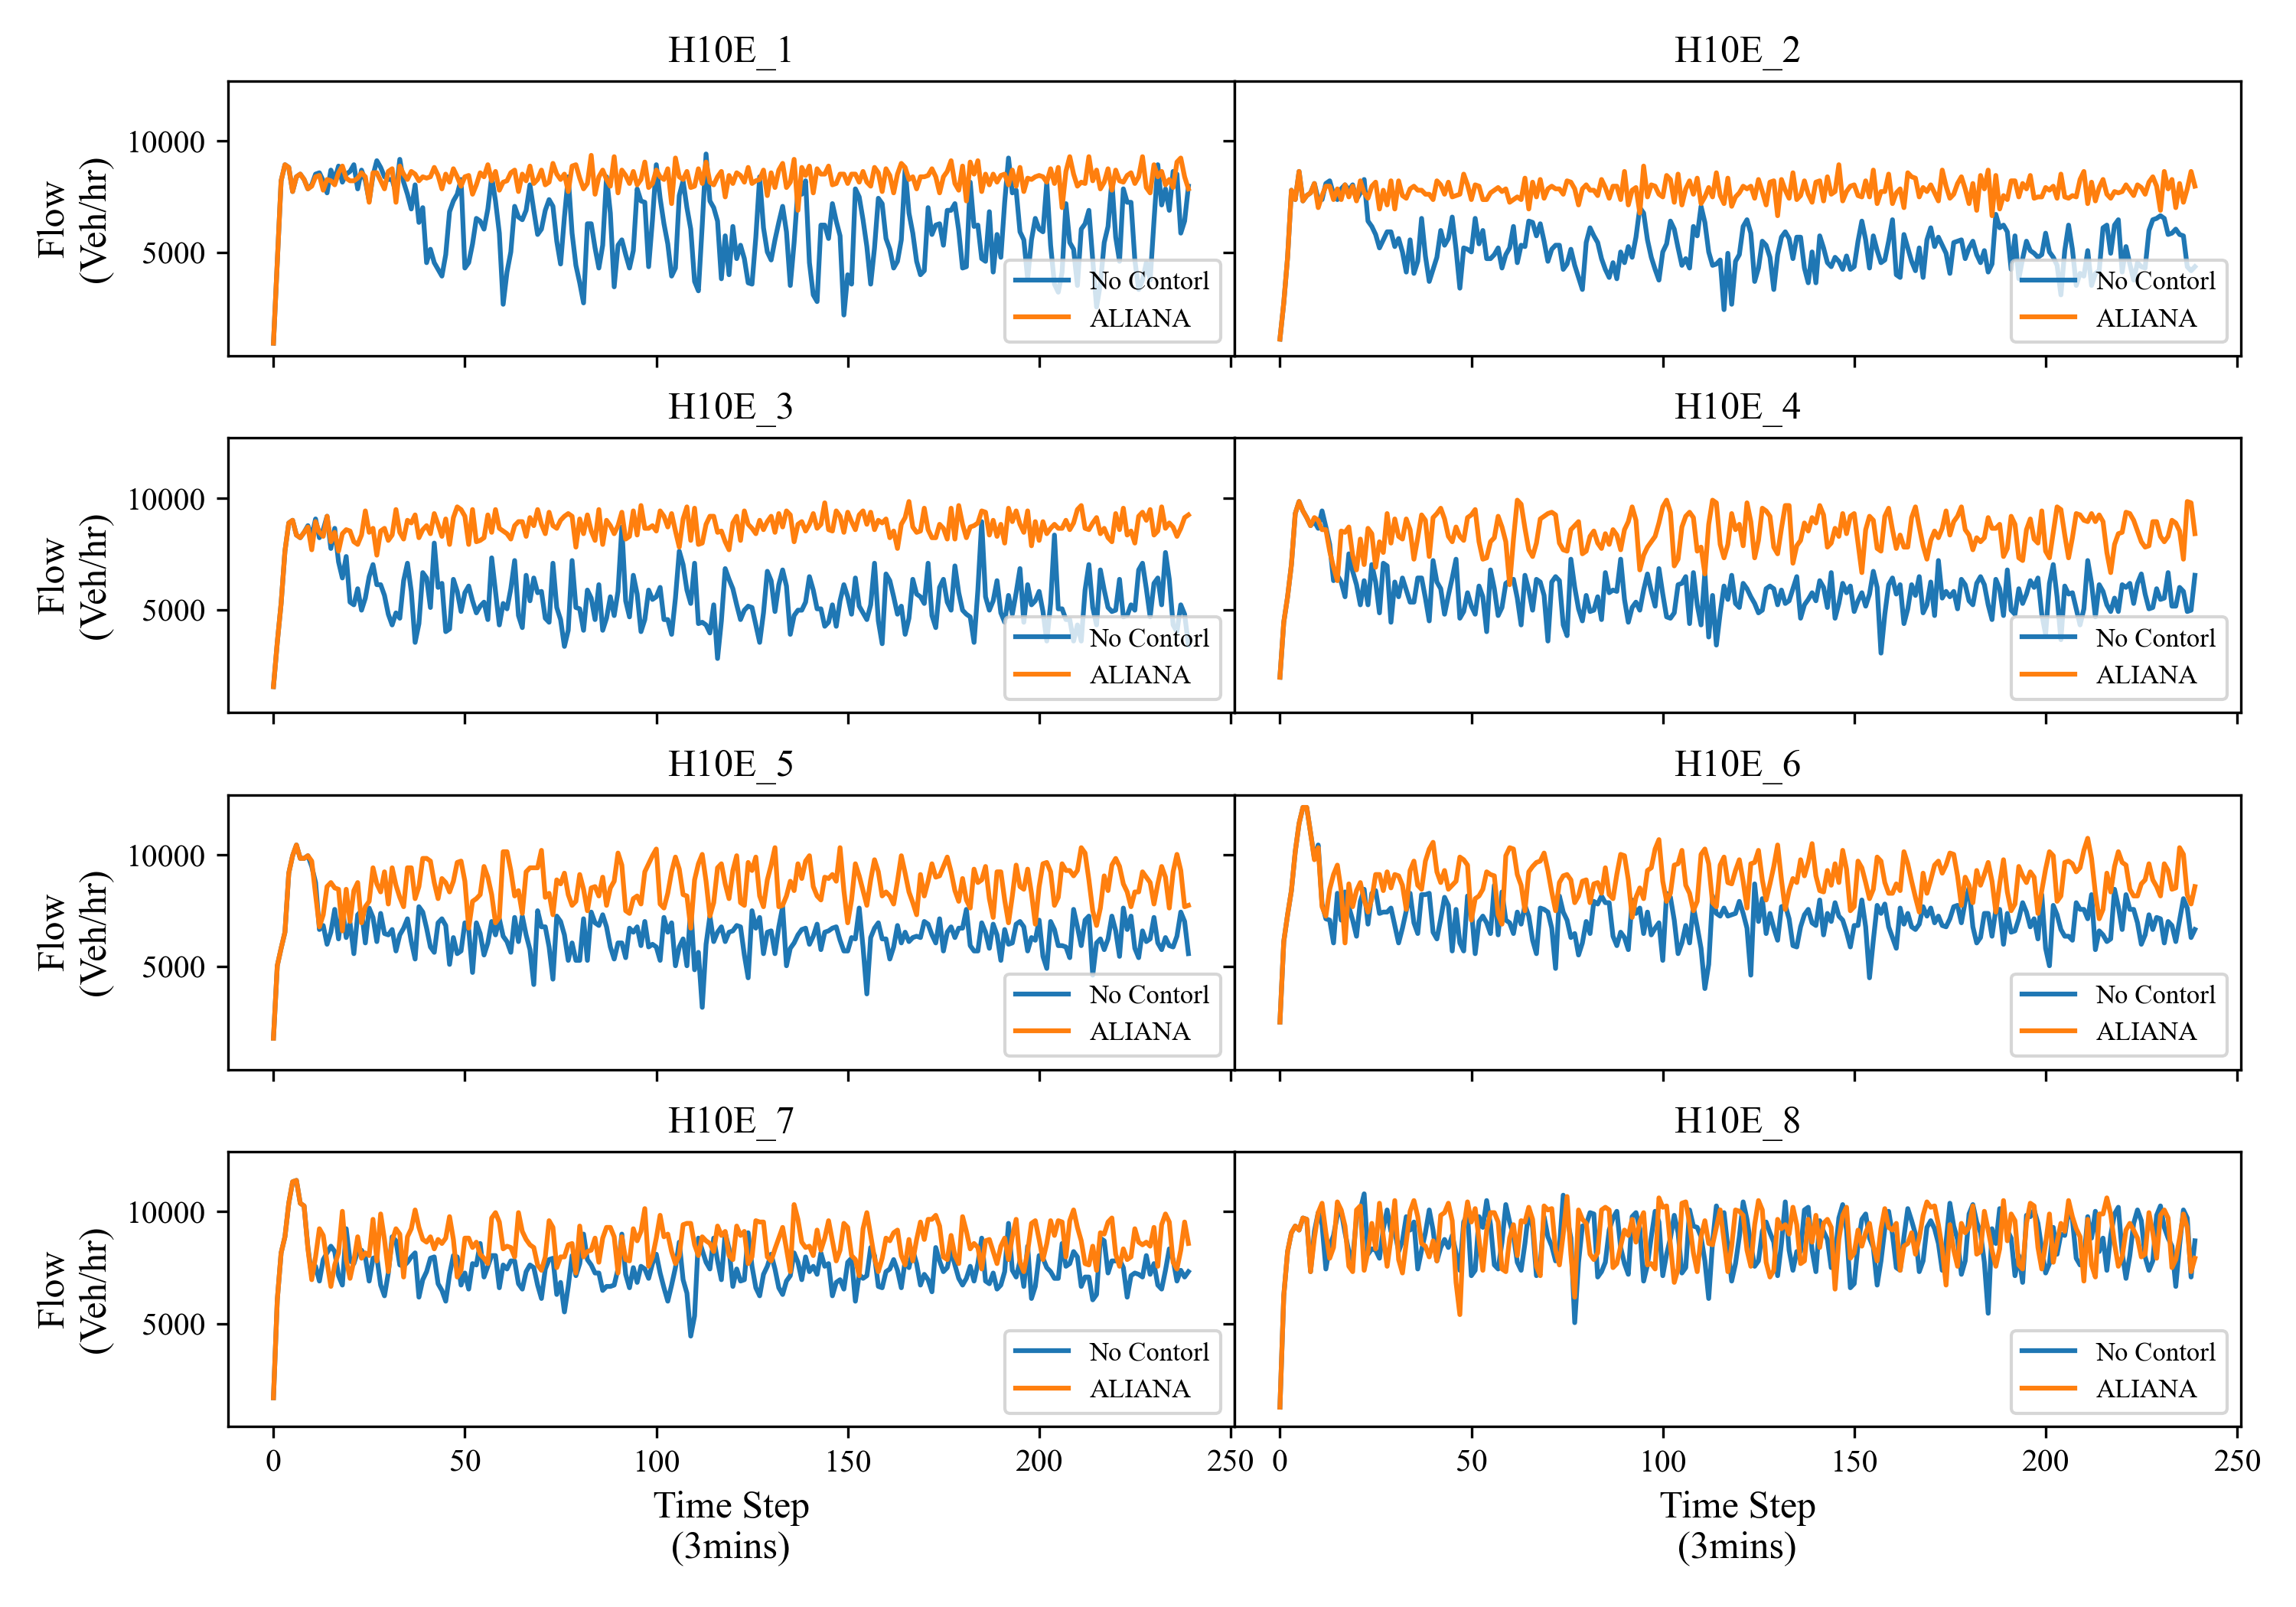 H10E_1
H10E_2
Flow
(Veh/hr)
10000
5000
No Contorl
ALIANA
No Contorl
ALIANA
H10E_3
H10E_4
Flow
(Veh/hr)
10000
5000
No Contorl
ALIANA
No Contorl
ALIANA
H10E_5
H10E_6
Flow
(Veh/hr)
10000
5000
No Contorl
ALIANA
No Contorl
ALIANA
H10E_7
H10E_8
Flow
(Veh/hr)
10000
5000
No Contorl
ALIANA
No Contorl
ALIANA
0 50 100 150 200 250
0 50 100 150 200 250
Time Step
(3mins)
Time Step
(3mins)